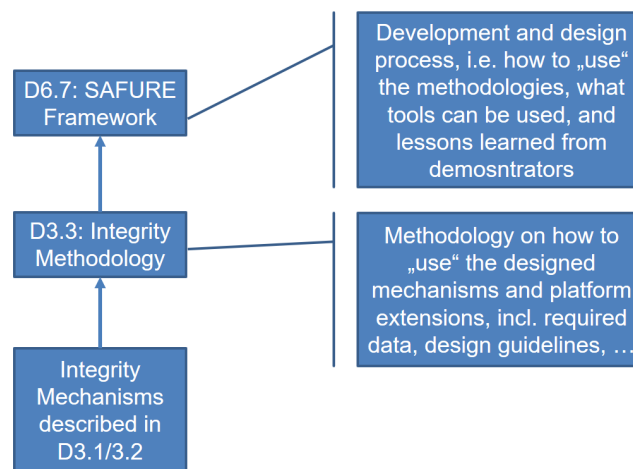 D6.7: SAFURE
Framework
Development and design
process, i.e. how to „use“
the methodologies, what
tools can be used, and
lessons learned from
demosntrators
D3.3: Integrity
Methodology
Methodology on how to
„use“ the designed
mechanisms and platform
extensions, incl. required
data, design guidelines, …
Integrity
Mechanisms
described in
D3.1/3.2